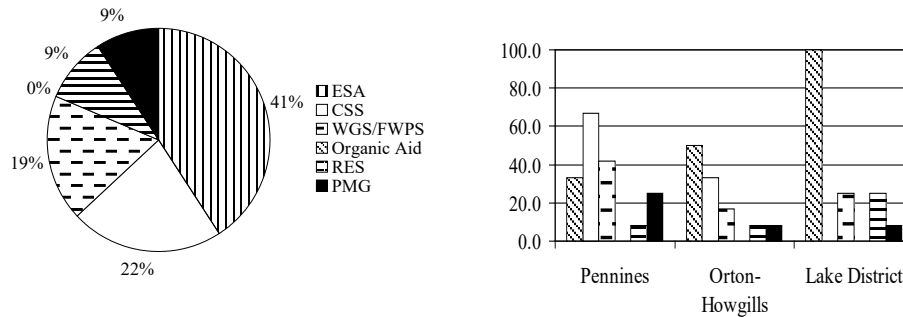 9%
9%
0%
19%
22%
41%
ESA
CSS
WGS/FWPS
Organic Aid
RES
PMG
100.0
80.0
60.0
40.0
20.0
0.0
Pennines
Orton-
Howgills
Lake District